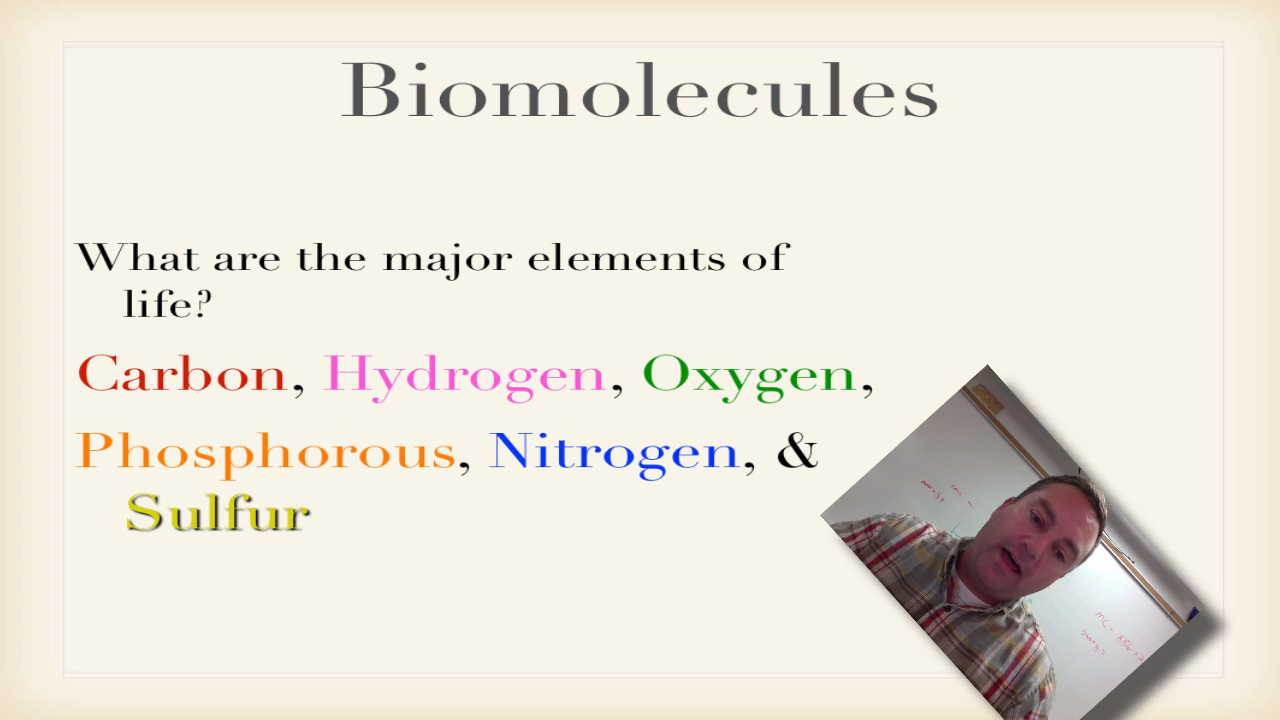 Biomolecules
What are the major elements of
life?
Carbon, Hydrogen, Oxygen,
Phosphorous, Nitrogen, &
Sulfur